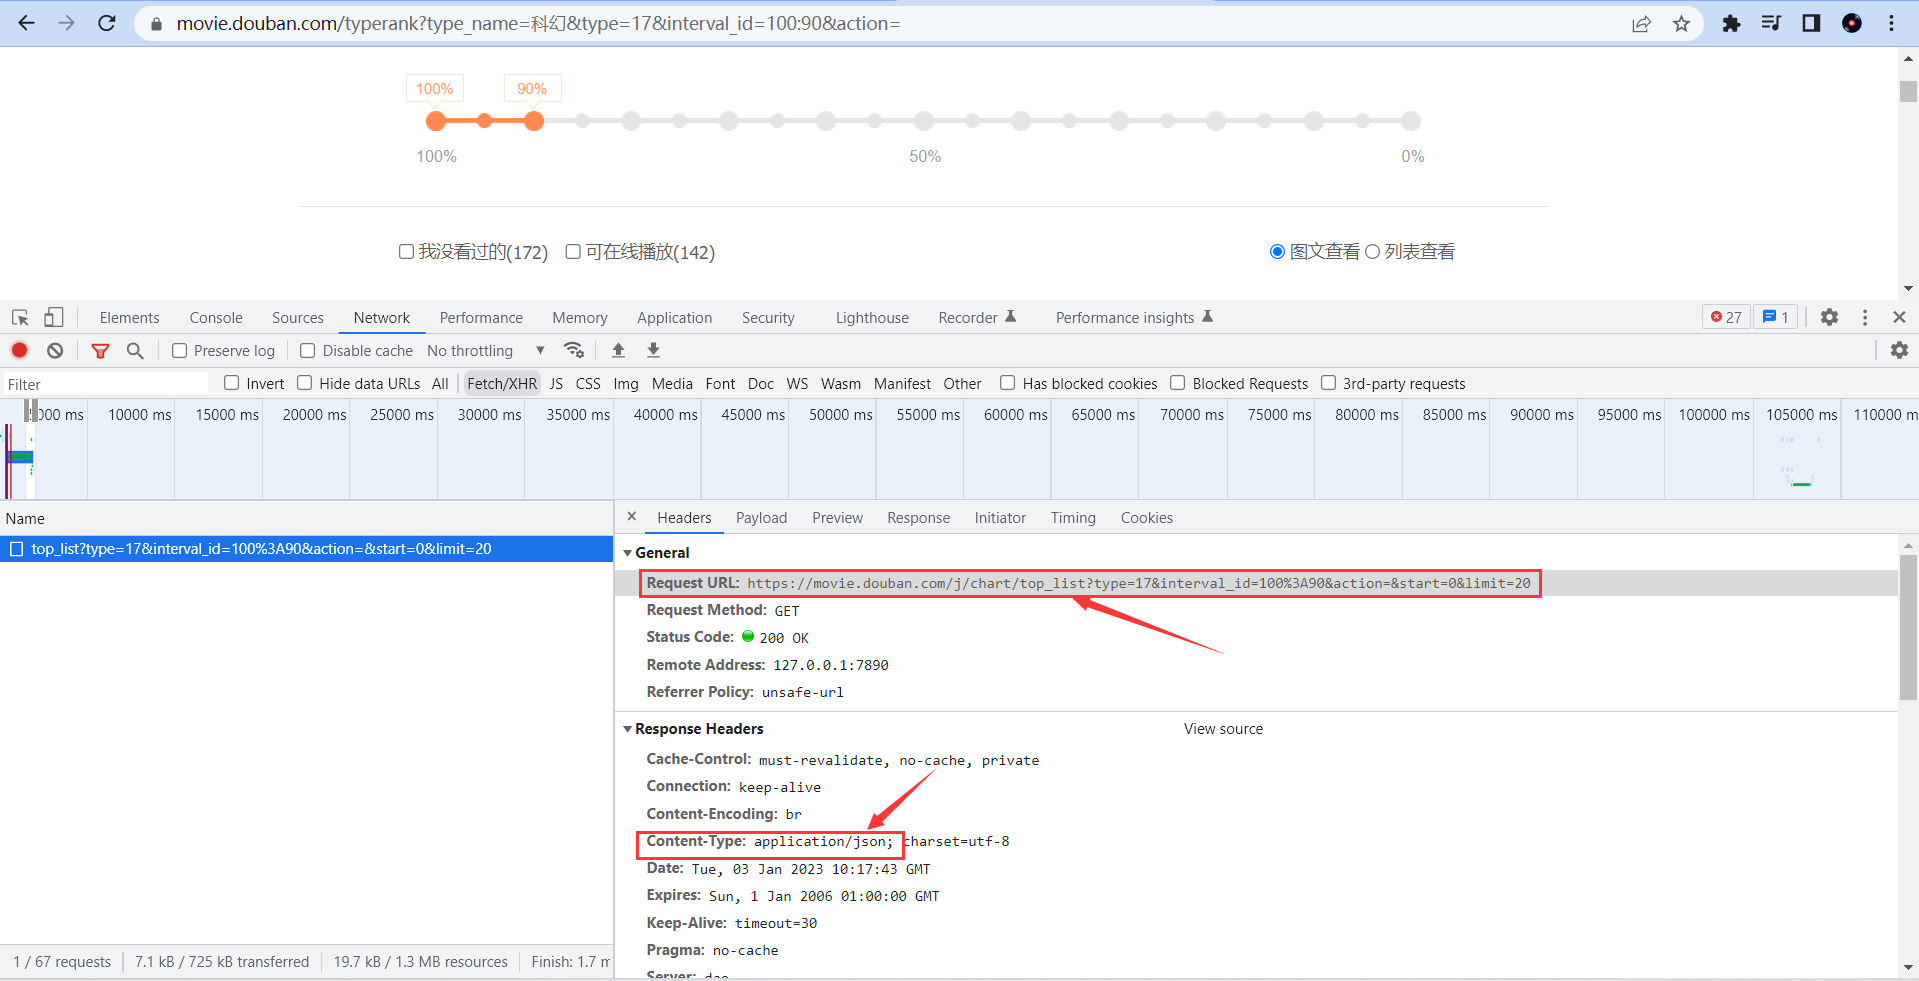 movie.douban.com/typerank?type_name=科幻&type=17&interval_id=100:90&action=
100% 90%
100% 50% 0%
我没看过的(172) 可在线播放(142) 图文查看 列表查看
Elements Console Sources Network Performance Memory Application Security Lighthouse Recorder Performance insights 27 1
Preserve log Disable cache No throttling
Filter Invert Hide data URLs All Fetch/XHR JS CSS Img Media Font Doc WS Wasm Manifest Other Has blocked cookies Blocked Requests 3rd-party requests
000 ms 10000 ms 15000 ms 20000 ms 25000 ms 30000 ms 35000 ms 40000 ms 45000 ms 50000 ms 55000 ms 60000 ms 65000 ms 70000 ms 75000 ms 80000 ms 85000 ms 90000 ms 95000 ms 100000 ms 105000 ms 110000 m
Name
top_list?type=17&interval_id=100%3A90&action=&start=0&limit=20
Headers Payload Preview Response Initiator Timing Cookies
General
Request URL: https://movie.douban.com/j/chart/top_list?type=17&interval_id=100%3A90&action=&start=0&limit=20
Request Method: GET
Status Code: 200 OK
Remote Address: 127.0.0.1:7890
Referrer Policy: unsafe-url
Response Headers View source
Cache-Control: must-revalidate, no-cache, private
Connection: keep-alive
Content-Encoding: br
Content-Type: application/json; charset=utf-8
Date: Tue, 03 Jan 2023 10:17:43 GMT
Expires: Sun, 1 Jan 2006 01:00:00 GMT
Keep-Alive: timeout=30
Pragma: no-cache
Server: dae
1 / 67 requests 7.1 kB / 725 kB transferred 19.7 kB / 1.3 MB resources Finish: 1.7 m